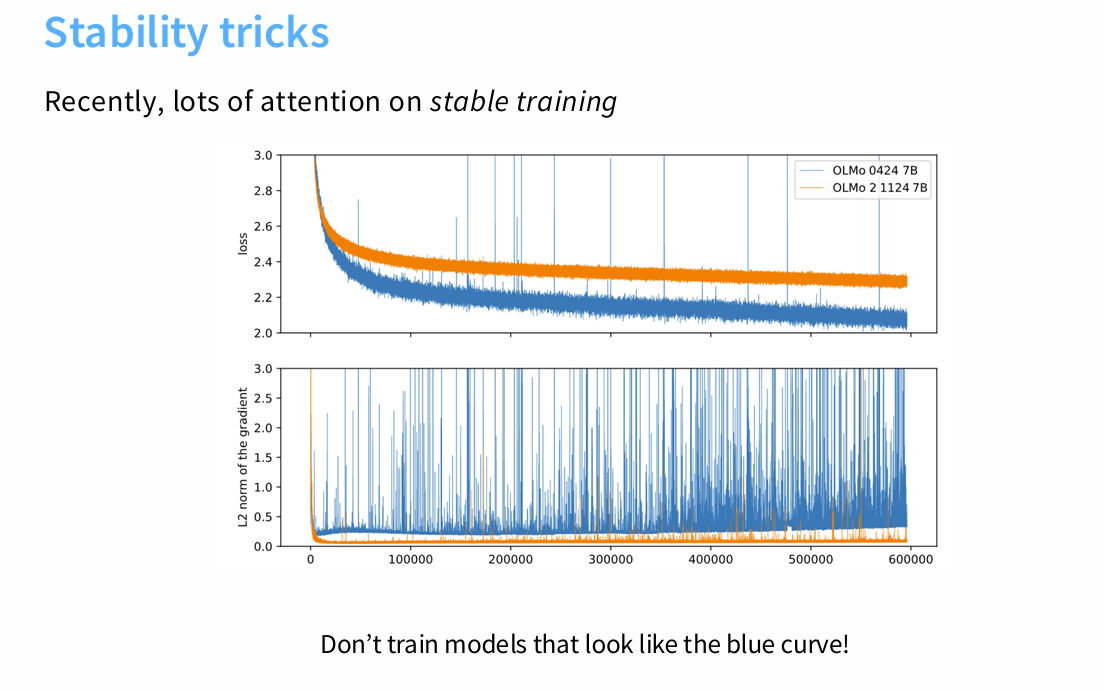 Stability tricks
Recently, lots of attention on stable training
3.0
2.8
2.6
2.4
2.2
2.0
loss
OLMo 0424 7B
OLMo 2 1124 7B
3.0
2.5
2.0
1.5
1.0
0.5
0.0
L2 norm of the gradient
0 100000 200000 300000 400000 500000 600000
Don't train models that look like the blue curve!